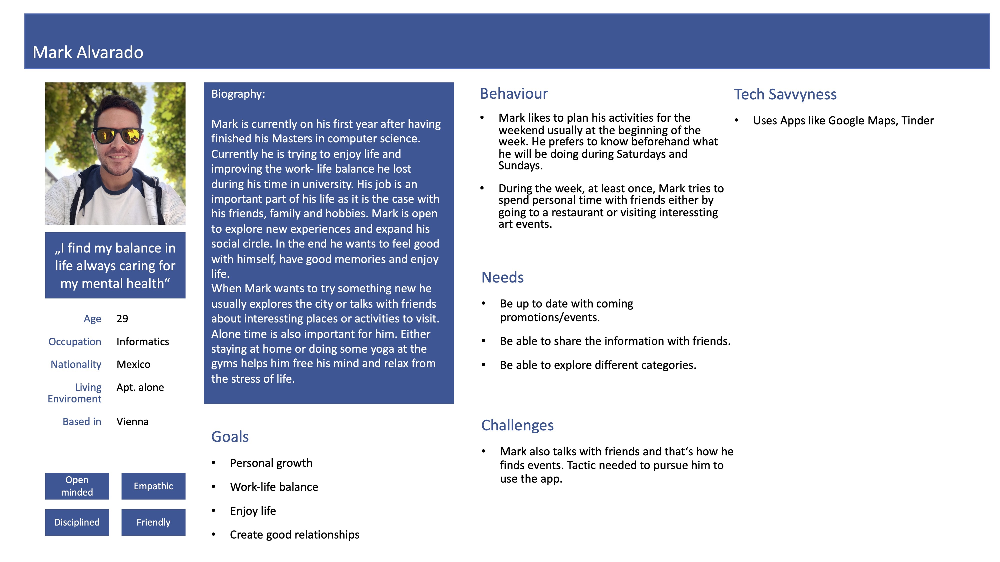 Mark Alvarado
„I find my balance in
life always caring for
my mental health“
Age 29
Occupation Informatics
Nationality Mexico
Living Apt. alone
Enviroment
Based in Vienna
Open
minded
Empathic
Disciplined
Friendly
Biography:
Mark is currently on his first year after having
finished his Masters in computer science.
Currently he is trying to enjoy life and
improving the work- life balance he lost
during his time in university. His job is an
important part of his life as it is the case with
his friends, family and hobbies. Mark is open
to explore new experiences and expand his
social circle. In the end he wants to feel good
with himself, have good memories and enjoy
life.
When Mark wants to try something new he
usually explores the city or talks with friends
about interessting places or activities to visit.
Alone time is also important for him. Either
staying at home or doing some yoga at the
gyms helps him free his mind and relax from
the stress of life.
Goals
• Personal growth
• Work-life balance
• Enjoy life
• Create good relationships
Behaviour
• Mark likes to plan his activities for the
weekend usually at the beginning of the
week. He prefers to know beforehand what
he will be doing during Saturdays and
Sundays.
• During the week, at least once, Mark tries to
spend personal time with friends either by
going to a restaurant or visiting interessting
art events.
Needs
• Be up to date with coming
promotions/events.
• Be able to share the information with friends.
• Be able to explore different categories.
Challenges
• Mark also talks with friends and that‘s how he
finds events. Tactic needed to pursue him to
use the app.
Tech Savvyness
• Uses Apps like Google Maps, Tinder